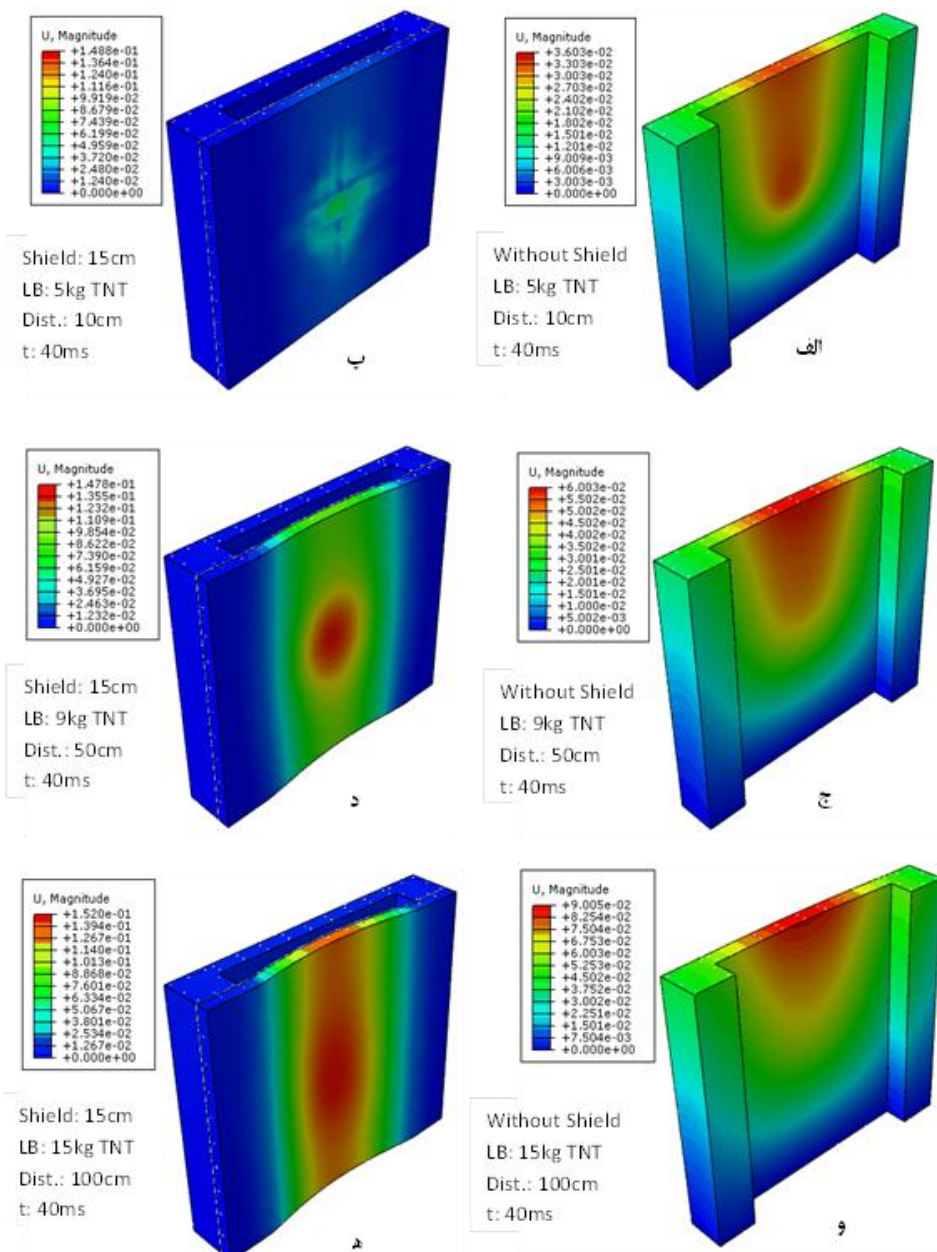 U, Magnitude
+1.488e-01
+1.364e-01
+1.240e-01
+1.116e-01
+9.919e-02
+8.679e-02
+7.439e-02
+6.199e-02
+4.959e-02
+3.720e-02
+2.480e-02
+1.240e-02
+0.000e+00
Shield: 15cm
LB: 5kg TNT
Dist.: 10cm
t: 40ms
پ
U, Magnitude
+3.603e-02
+3.303e-02
+3.003e-02
+2.703e-02
+2.402e-02
+2.102e-02
+1.802e-02
+1.501e-02
+1.201e-02
+9.009e-03
+6.006e-03
+3.003e-03
+0.000e+00
Without Shield
LB: 5kg TNT
Dist.: 10cm
t: 40ms
الف
U, Magnitude
+1.478e-01
+1.355e-01
+1.232e-01
+1.109e-01
+9.854e-02
+8.622e-02
+7.390e-02
+6.159e-02
+4.927e-02
+3.695e-02
+2.463e-02
+1.232e-02
+0.000e+00
Shield: 15cm
LB: 9kg TNT
Dist.: 50cm
t: 40ms
د
U, Magnitude
+6.003e-02
+5.502e-02
+5.002e-02
+4.502e-02
+4.002e-02
+3.502e-02
+3.001e-02
+2.501e-02
+2.001e-02
+1.501e-02
+1.000e-02
+5.002e-03
+0.000e+00
Without Shield
LB: 9kg TNT
Dist.: 50cm
t: 40ms
ج
U, Magnitude
+1.520e-01
+1.394e-01
+1.267e-01
+1.140e-01
+1.013e-01
+8.868e-02
+7.601e-02
+6.334e-02
+5.067e-02
+3.801e-02
+2.534e-02
+1.267e-02
+0.000e+00
Shield: 15cm
LB: 15kg TNT
Dist.: 100cm
t: 40ms
ه
U, Magnitude
+9.005e-02
+8.254e-02
+7.504e-02
+6.753e-02
+6.003e-02
+5.253e-02
+4.502e-02
+3.752e-02
+3.002e-02
+2.251e-02
+1.501e-02
+7.504e-03
+0.000e+00
Without Shield
LB: 15kg TNT
Dist.: 100cm
t: 40ms
و